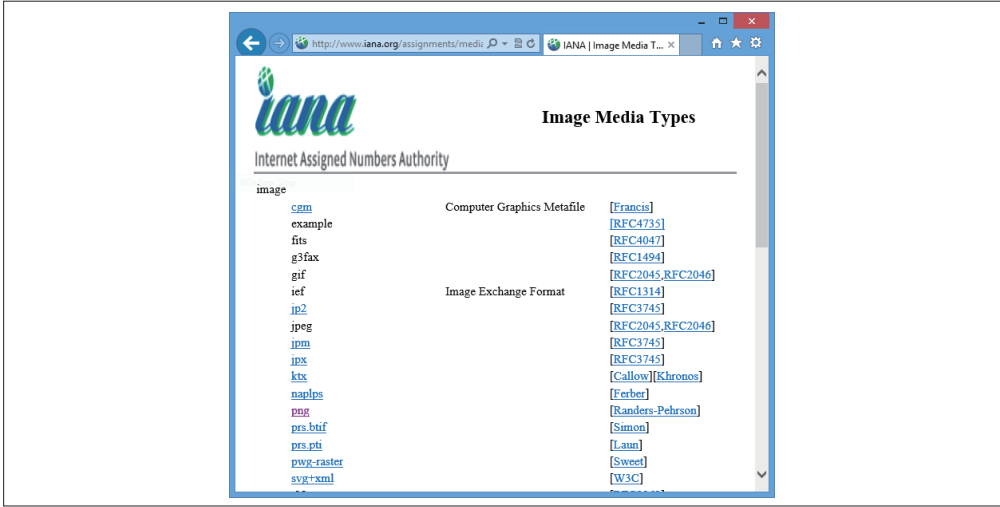 http://www.iana.org/assignments/medi
IANA | Image Media T...
iana
Image Media Types
Internet Assigned Numbers Authority
image
cgm Computer Graphics Metafile [Francis]
example [RFC4735]
fits [RFC4047]
g3fax [RFC1494]
gif [RFC2045,RFC2046]
ief Image Exchange Format [RFC1314]
jp2 [RFC3745]
jpeg [RFC2045,RFC2046]
jpm [RFC3745]
jpx [RFC3745]
ktx [Callow][Khronos]
naplps [Ferber]
png [Randers-Pehrson]
prs.btif [Simon]
prs.pti [Laun]
pwg-raster [Sweet]
svg+xml [W3C]